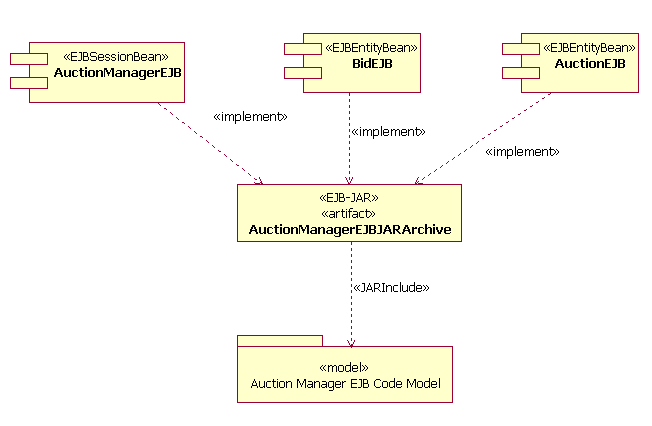 «EJBSessionBean»
AuctionManagerEJB
«EJBEntityBean»
BidEJB
«EJBEntityBean»
AuctionEJB
«implement»
«implement»
«implement»
«EJB-JAR»
«artifact»
AuctionManagerEJBJARArchive
«JARInclude»
«model»
Auction Manager EJB Code Model